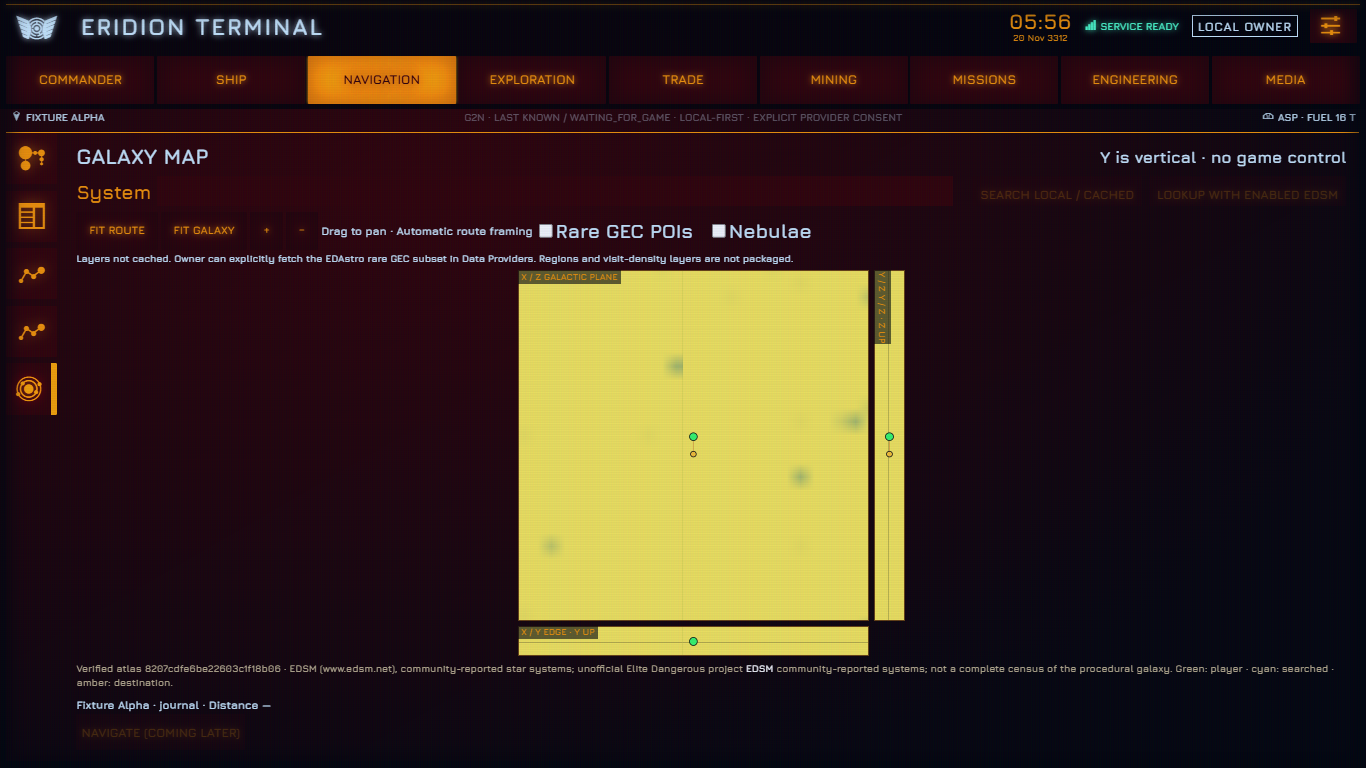 ERIDION TERMINAL
05:56
20 Nov 3312
SERVICE READY
LOCAL OWNER
COMMANDER
SHIP
NAVIGATION
EXPLORATION
TRADE
MINING
MISSIONS
ENGINEERING
MEDIA
FIXTURE ALPHA
G2N · LAST KNOWN / WAITING_FOR_GAME · LOCAL-FIRST · EXPLICIT PROVIDER CONSENT
ASP · FUEL 16 T
GALAXY MAP
Y is vertical · no game control
System
SEARCH LOCAL / CACHED
LOOKUP WITH ENABLED EDSM
FIT ROUTE
FIT GALAXY
+
−
Drag to pan · Automatic route framing
Rare GEC POIs
Nebulae
Layers not cached. Owner can explicitly fetch the EDAstro rare GEC subset in Data Providers. Regions and visit-density layers are not packaged.
X / Z GALACTIC PLANE
X / Y EDGE · Y UP
Verified atlas 8207cdfe6be22603c1f18b06 · EDSM (www.edsm.net), community-reported star systems; unofficial Elite Dangerous project EDSM community-reported systems; not a complete census of the procedural galaxy. Green: player · cyan: searched ·
amber: destination.
Fixture Alpha · journal · Distance —
NAVIGATE (COMING LATER)